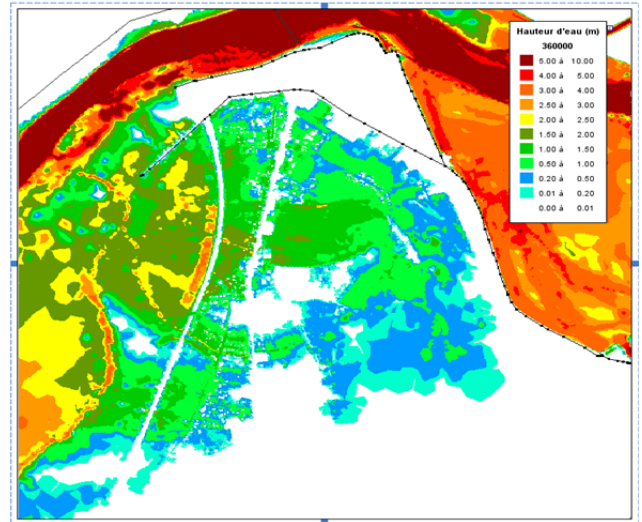 Hauteur d'eau (m)
360000
5.00 á 10.00
4.00 á 5.00
3.00 á 4.00
2.50 á 3.00
2.00 á 2.50
1.50 á 2.00
1.00 á 1.50
0.50 á 1.00
0.20 á 0.50
0.01 á 0.20
0.00 á 0.01